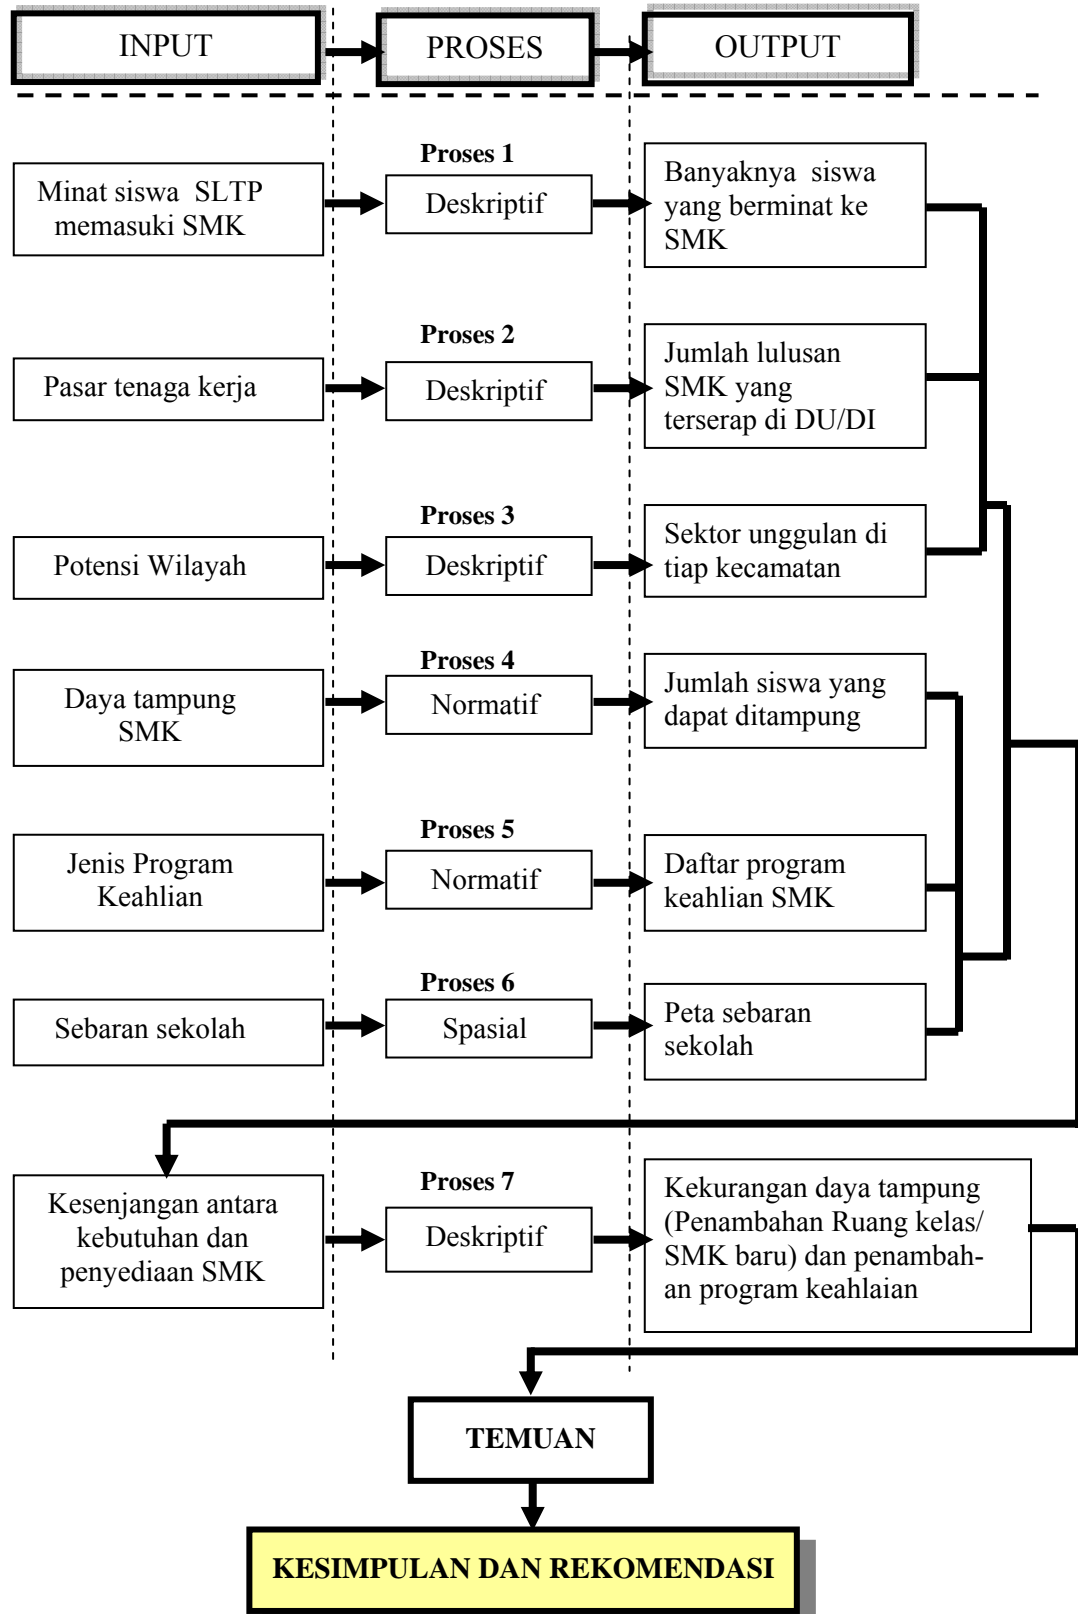 INPUT
PROSES
OUTPUT
Proses 1
Minat siswa SLTP
memasuki SMK
Deskriptif
Banyaknya siswa
yang berminat ke
SMK
Proses 2
Pasar tenaga kerja
Deskriptif
Jumlah lulusan
SMK yang
terserap di DU/DI
Proses 3
Potensi Wilayah
Deskriptif
Sektor unggulan di
tiap kecamatan
Proses 4
Daya tampung
SMK
Normatif
Jumlah siswa yang
dapat ditampung
Proses 5
Jenis Program
Keahlian
Normatif
Daftar program
keahlian SMK
Proses 6
Sebaran sekolah
Spasial
Peta sebaran
sekolah
Proses 7
Kesenjangan antara
kebutuhan dan
penyediaan SMK
Deskriptif
Kekurangan daya tampung
(Penambahan Ruang kelas/
SMK baru) dan penambah-
an program keahlaian
TEMUAN
KESIMPULAN DAN REKOMENDASI